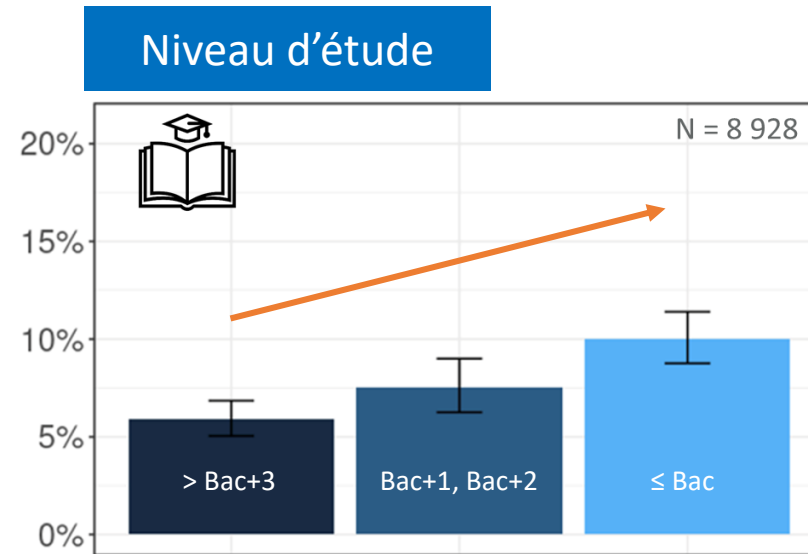 Niveau d’étude
N = 8 928
20%
15%
10%
5%
0%
> Bac+3
Bac+1, Bac+2
≤ Bac